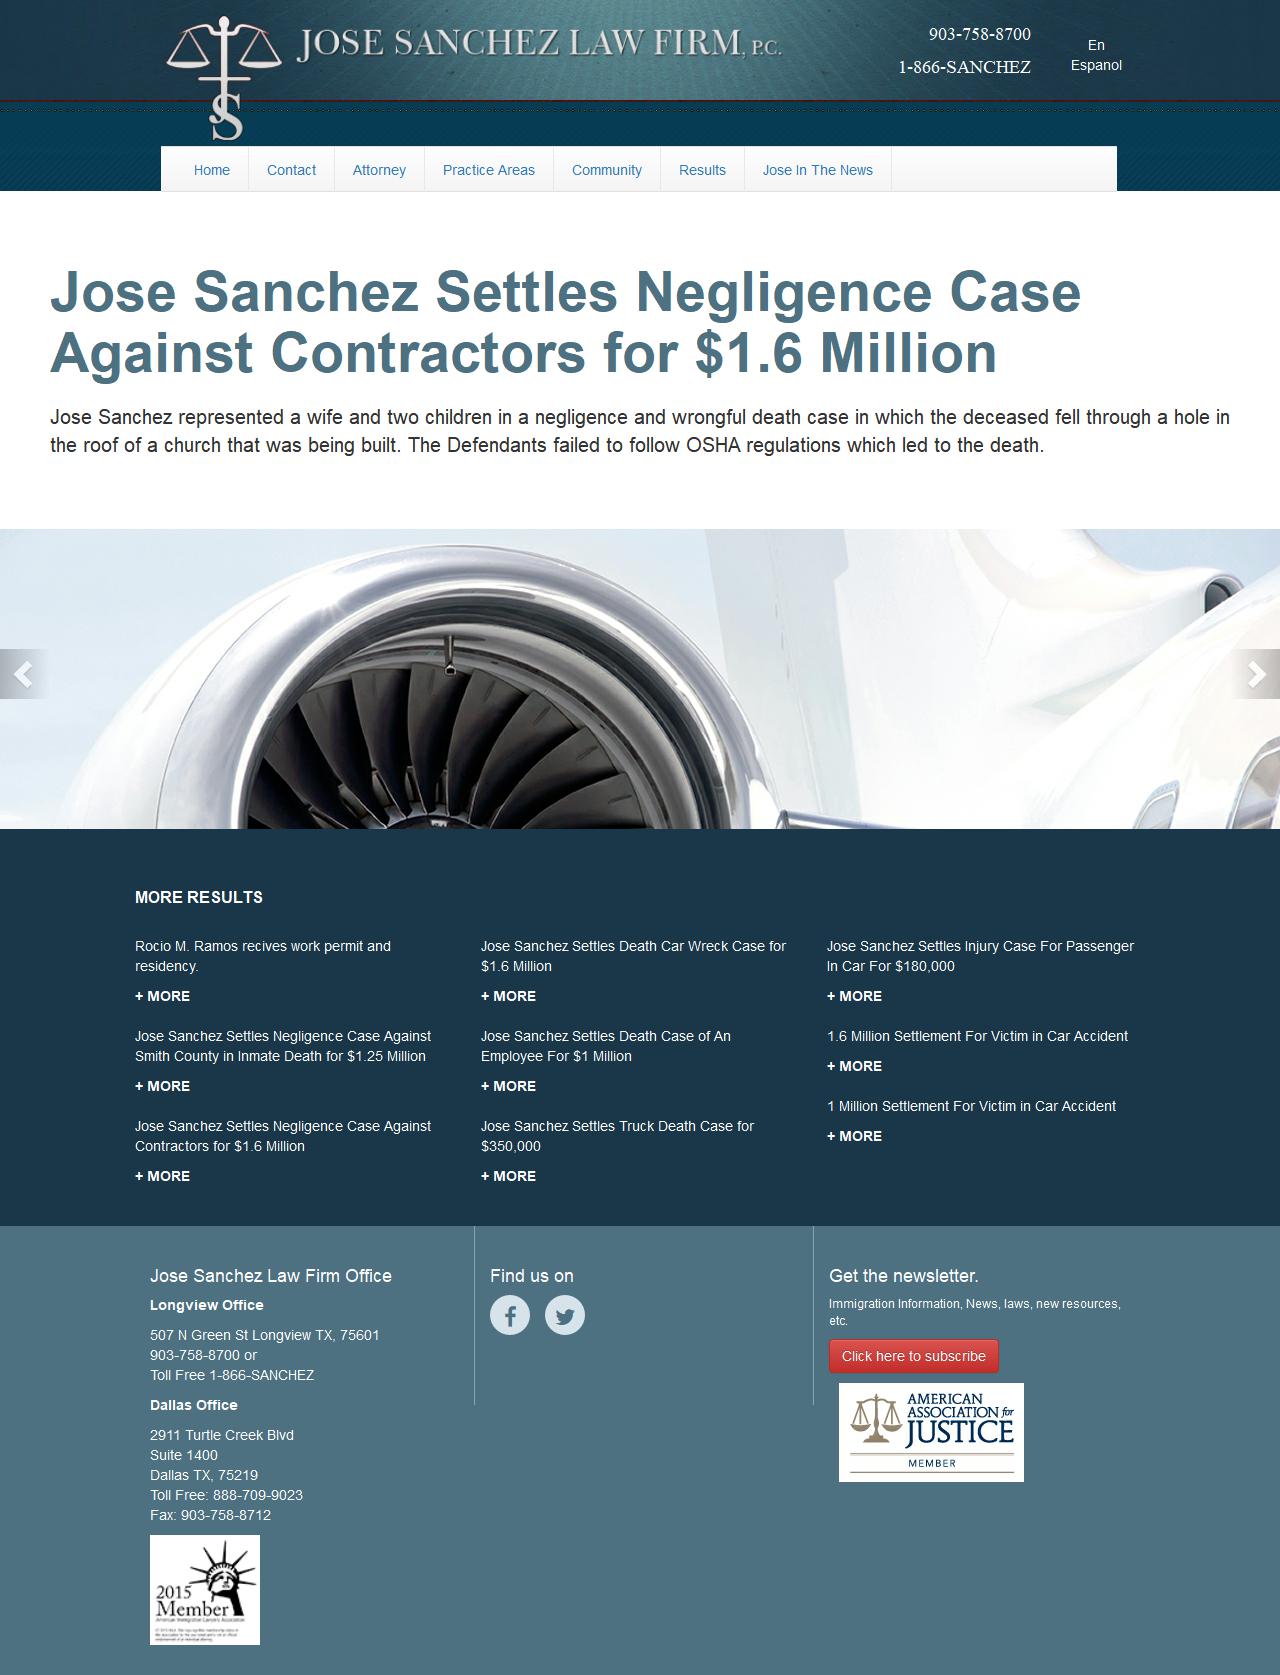 JS
JOSE SANCHEZ LAW FIRM, P.C.
903-758-8700
1-866-SANCHEZ
En
Espanol
Home
Contact
Attorney
Practice Areas
Community
Results
Jose In The News
Jose Sanchez Settles Negligence Case
Against Contractors for $1.6 Million
Jose Sanchez represented a wife and two children in a negligence and wrongful death case in which the deceased fell through a hole in
the roof of a church that was being built. The Defendants failed to follow OSHA regulations which led to the death.
MORE RESULTS
Rocio M. Ramos recives work permit and
residency.
+ MORE
Jose Sanchez Settles Negligence Case Against
Smith County in Inmate Death for $1.25 Million
+ MORE
Jose Sanchez Settles Negligence Case Against
Contractors for $1.6 Million
+ MORE
Jose Sanchez Settles Death Car Wreck Case for
$1.6 Million
+ MORE
Jose Sanchez Settles Death Case of An
Employee For $1 Million
+ MORE
Jose Sanchez Settles Truck Death Case for
$350,000
+ MORE
Jose Sanchez Settles Injury Case For Passenger
In Car For $180,000
+ MORE
1.6 Million Settlement For Victim in Car Accident
+ MORE
1 Million Settlement For Victim in Car Accident
+ MORE
Jose Sanchez Law Firm Office
Longview Office
507 N Green St Longview TX, 75601
903-758-8700 or
Toll Free 1-866-SANCHEZ
Dallas Office
2911 Turtle Creek Blvd
Suite 1400
Dallas TX, 75219
Toll Free: 888-709-9023
Fax: 903-758-8712
2015
Member
American Immigration Lawyers Association
Find us on
Get the newsletter.
Immigration Information, News, laws, new resources,
etc.
Click here to subscribe
AMERICAN
ASSOCIATION for
JUSTICE
MEMBER